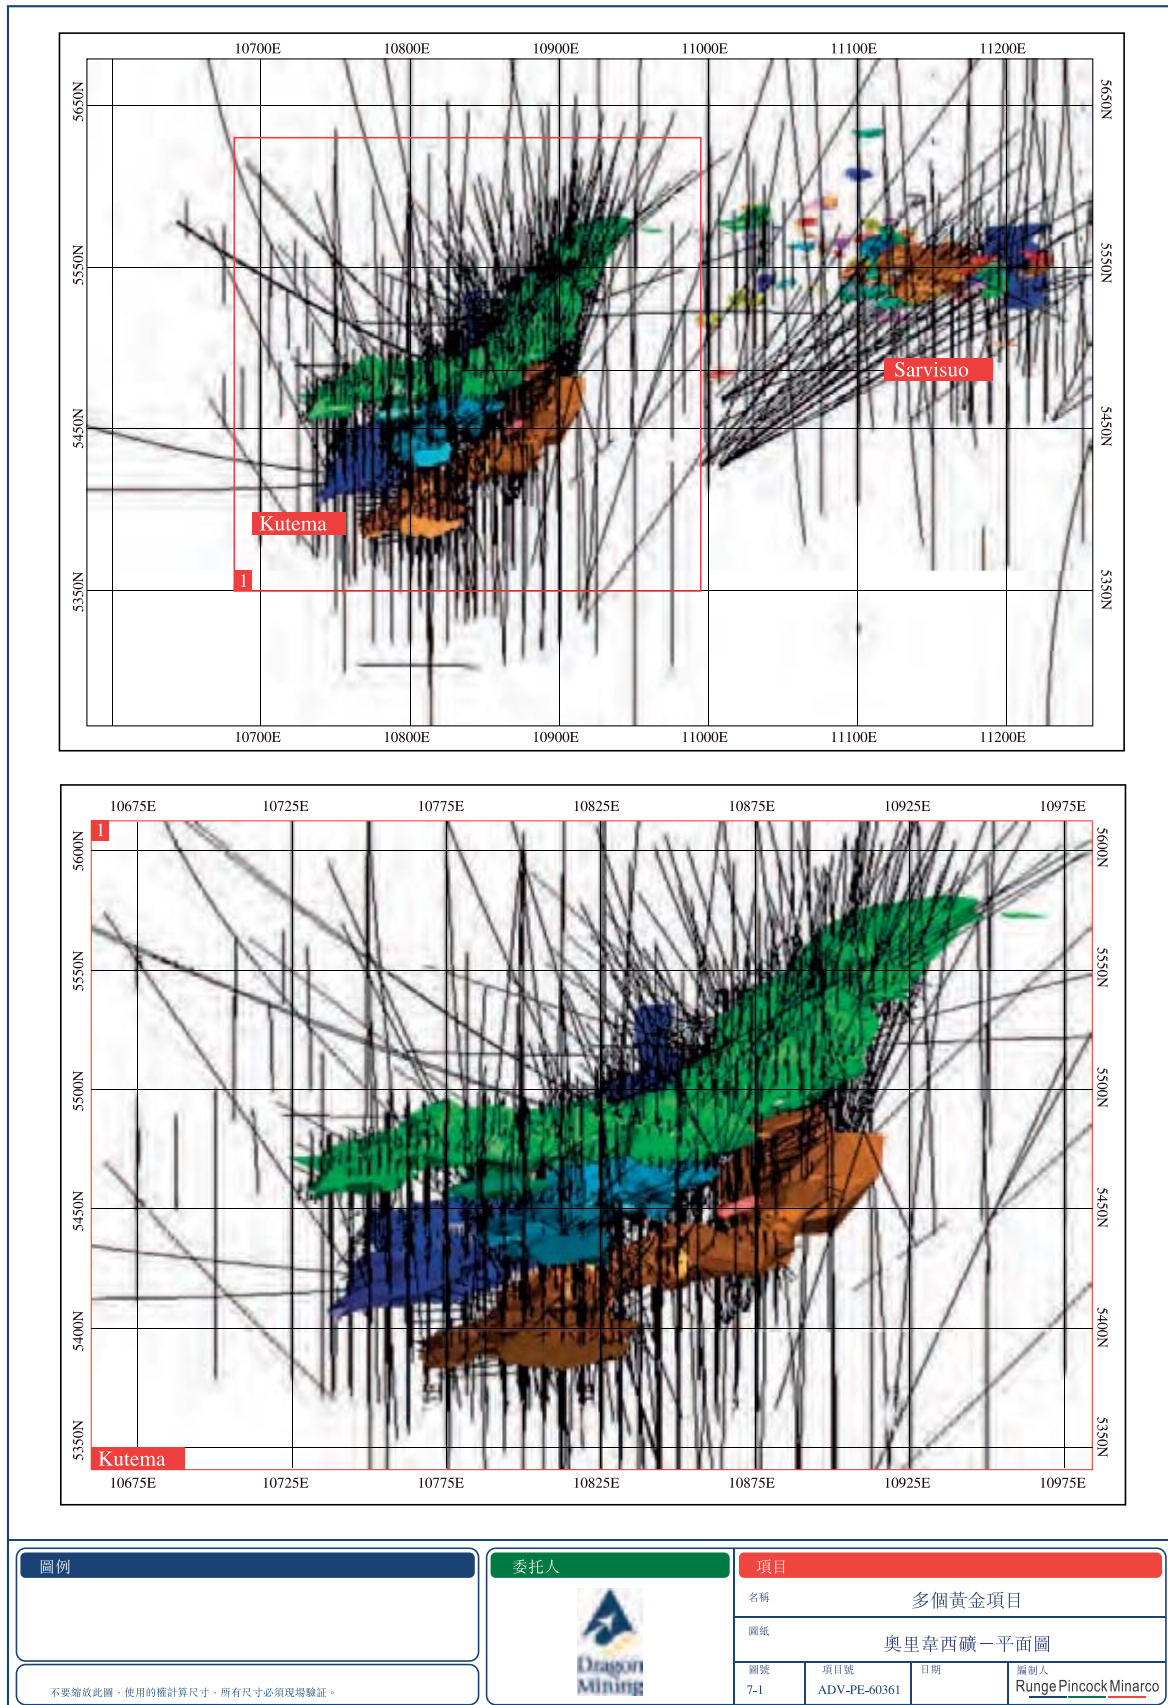 10700E 10800E 10900E 11000E 11100E 11200E
5650N 5650N
5550N 5550N
Sarvisuo
5450N 5450N
Kutema
1
5350N 5350N
10700E 10800E 10900E 11000E 11100E 11200E
10675E 10725E 10775E 10825E 10875E 10925E 10975E
1
5600N 5600N
5550N 5550N
5500N 5500N
5450N 5450N
5400N 5400N
5350N 5350N
Kutema
10675E 10725E 10775E 10825E 10875E 10925E 10975E
圖例
不要縮放此圖，使用的權計算尺寸，所有尺寸必須現場驗証。
委托人
Dragon
Mining
項目
名稱 多個黃金項目
圖紙 奧里韋西礦－平面圖
圖號 項目號 日期 編制人
7-1 ADV-PE-60361 RungePincockMinarco